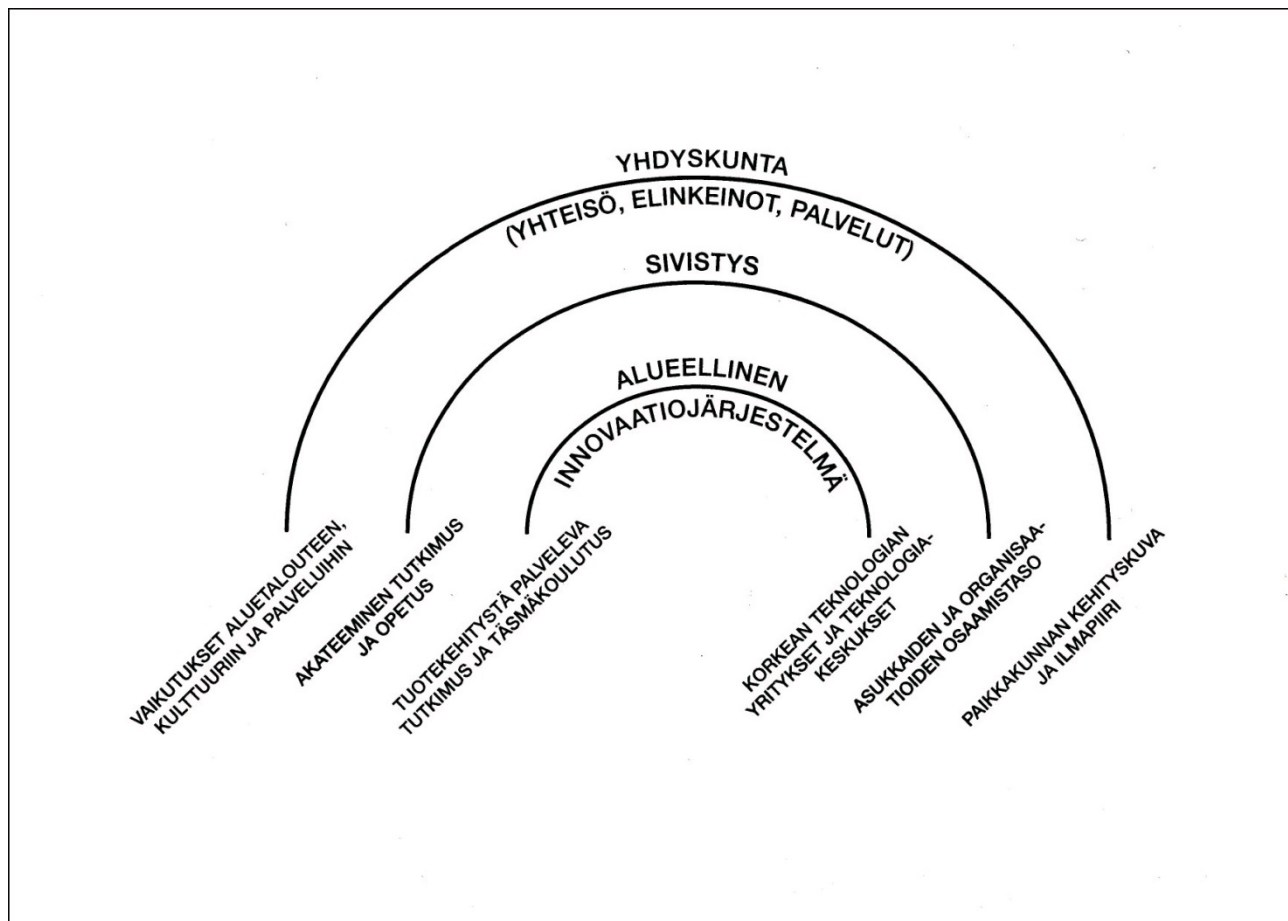 YHDYSKUNTA
(YHTEISÖ, ELINKEINOT, PALVELUT)
SIVISTYS
ALUEELLINEN
INNOVAATIOJÄRJESTELMÄ
VAIKUTUKSET ALUETALOUTEEN,
KULTTUURIIN JA PALVELUIHIN
AKATEEMINEN TUTKIMUS
JA OPETUS
TUOTEKEHITYSTÄ PALVELEVA
TUTKIMUS JA TÄSMÄKOULUTUS
KORKEAN TEKNOLOGIAN
YRITYKSET JA TEKNOLOGIA-
KESKUKSET
ASUKKAIDEN JA ORGANISAA-
TIOIDEN OSAAMISTASO
PAIKKAKUNNAN KEHITYSKUVA
JA ILMAPIIRI